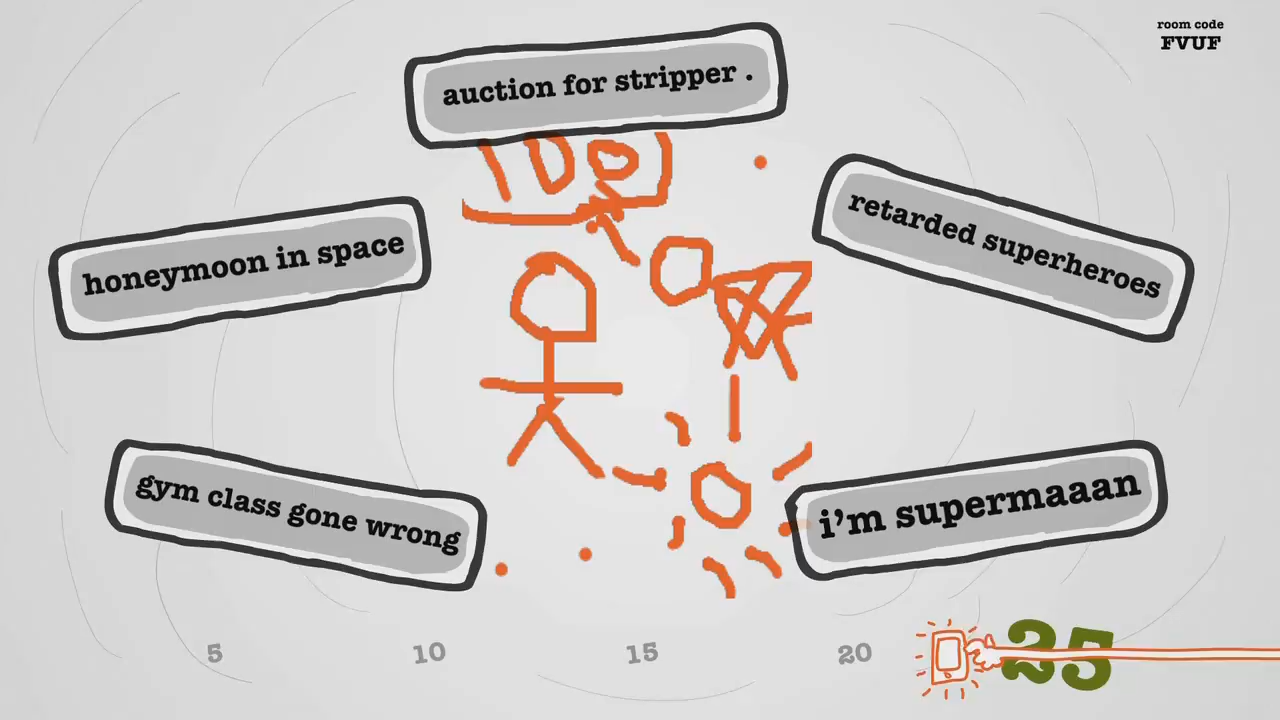 room code
FVUF
auction for stripper .
100
honeymoon in space
retarded superheroes
gym class gone wrong
i'm supermaaan
5
10
15
20
25